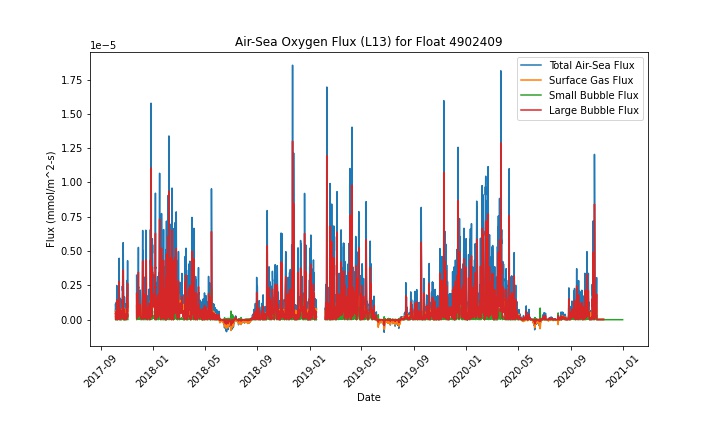 Air-Sea Oxygen Flux (L13) for Float 4902409
1e−5
Total Air-Sea Flux
Surface Gas Flux
Small Bubble Flux
Large Bubble Flux
1.75
1.50
1.25
1.00
0.75
0.50
0.25
0.00
Flux (mmol/m^2-s)
2017-09
2018-01
2018-05
2018-09
2019-01
2019-05
2019-09
2020-01
2020-05
2020-09
2021-01
Date